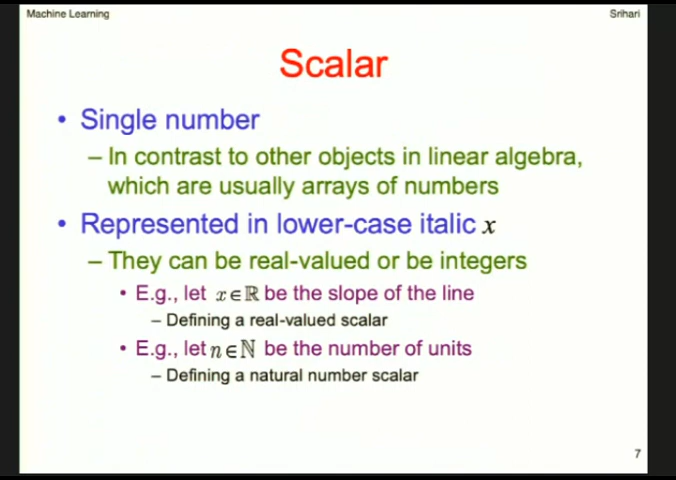 Machine Learning
Srihari
Scalar
• Single number
– In contrast to other objects in linear algebra,
which are usually arrays of numbers
• Represented in lower-case italic x
– They can be real-valued or be integers
• E.g., let x∈ℝ be the slope of the line
– Defining a real-valued scalar
• E.g., let n∈ℕ be the number of units
– Defining a natural number scalar
7